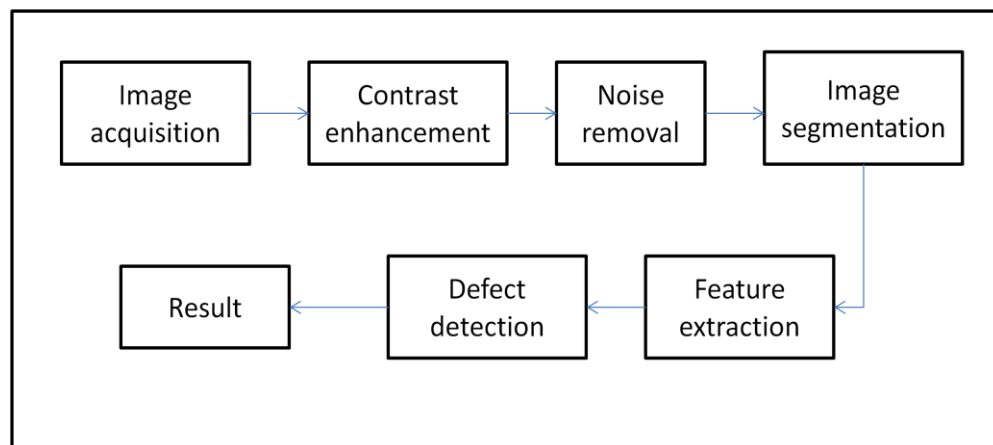 Image
acquisition
Contrast
enhancement
Noise
removal
Image
segmentation
Feature
extraction
Defect
detection
Result